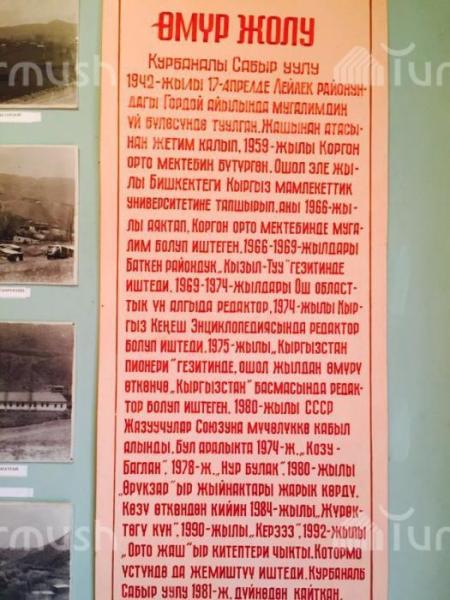 ӨМҮР ЖОЛУ
КУРБАНАЛЫ САБЫР УУЛУ
1942-ЖЫЛЫ 17-АПРЕЛДЕ ЛЕЙЛЕК РАЙОНУН-
ДАГЫ ГОРДОЙ АЙЫЛЫНДА МУГАЛИМДИН
ҮЙ БҮЛӨСҮНДӨ ТУУЛГАН. ЖАШЫНАН АТАСЫ-
НАН ЖЕТИМ КАЛЫП, 1959-ЖЫЛЫ КОРГОН
ОРТО МЕКТЕБИН БҮТҮРГӨН. ОШОЛ ЭЛЕ ЖЫ-
ЛЫ БИШКЕКТЕГИ КЫРГЫЗ МАМЛЕКЕТТИК
УНИВЕРСИТЕТИНЕ ТАПШЫРЫП, АНЫ 1966-ЖЫ-
ЛЫ АЯКТАП, КОРГОН ОРТО МЕКТЕБИНДЕ МУГА-
ЛИМ БОЛУП ИШТЕГЕН. 1966-1969-ЖЫЛДАРЫ
БАТКЕН РАЙОНДУК „КЫЗЫЛ-ТУУ" ГЕЗИТИНДЕ
ИШТЕДИ. 1969-1974-ЖЫЛДАРЫ ОШ ОБЛАСТ-
ТЫК ҮН АЛГЫДА РЕДАКТОР, 1974-ЖЫЛЫ КЫР-
ГЫЗ КЕҢЕШ ЭНЦИКЛОПЕДИЯСЫНДА РЕДАКТОР
БОЛУП ИШТЕДИ. 1975-ЖЫЛЫ „КЫРГЫЗСТАН
ПИОНЕРИ" ГЕЗИТИНДЕ, ОШОЛ ЖЫЛДАН ӨМҮРҮ
ӨТКӨНЧӨ „КЫРГЫЗСТАН" БАСМАСЫНДА РЕДАК-
ТОР БОЛУП ИШТЕГЕН. 1980-ЖЫЛЫ СССР
ЖАЗУУЧУЛАР СОЮЗУНА МҮЧӨЛҮККӨ КАБЫЛ
АЛЫНДЫ. БУЛ АРАЛЫКТА 1974-Ж. „КОЗУ-
БАГЛАН", 1978-Ж. „НУР БУЛАК", 1980-ЖЫЛЫ
„ӨРҮКЗАР" ЫР ЖЫЙНАКТАРЫ ЖАРЫК КӨРДҮ.
КӨЗҮ ӨТКӨНДӨН КИЙИН 1984-ЖЫЛЫ „ЖҮРӨК-
ТӨГҮ КҮН", 1990-ЖЫЛЫ „КЕРЭЭЗ", 1992-ЖЫЛЫ
„ОРТО ЖАШ" ЫР КИТЕПТЕРИ ЧЫКТЫ. КОТОРМО
ҮСТҮНДӨ ДА ЖЕМИШТҮҮ ИШТЕДИ. КУРБАНАЛЫ
САБЫР УУЛУ 1981-Ж. ДҮЙНӨДӨН КАЙТКАН.